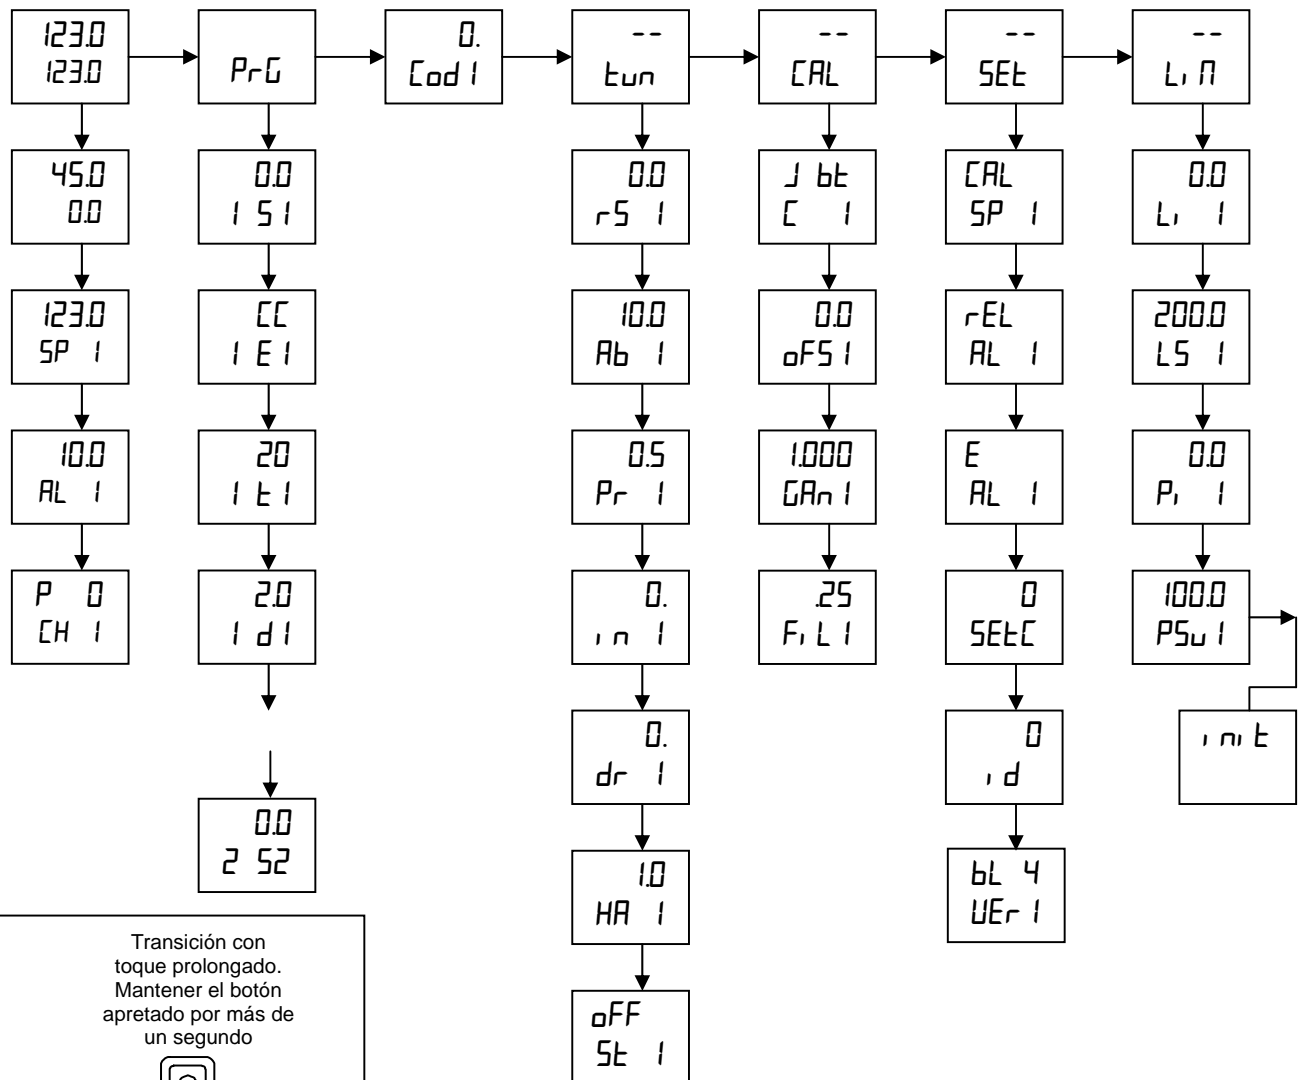 123.0
123.0
PrG
0.
Cod1
--
tun
--
CAL
--
SEt
--
Li n
45.0
0.0
0.0
1 S1
0.0
rS 1
J bt
C 1
CAL
SP 1
0.0
Li 1
123.0
SP 1
CC
1 E1
10.0
Ab 1
0.0
oFS1
rEL
AL 1
200.0
LS 1
10.0
AL 1
20
1 t1
0.5
Pr 1
1.000
GAn1
E
AL 1
0.0
Pi 1
P 0
CH 1
2.0
1 d1
0.
in 1
.25
FiL1
0
SEtC
100.0
PSu1
0.
dr 1
0
id
init
0.0
2 S2
1.0
HA 1
bL 4
UEr1
Transición con
toque prolongado.
Mantener el botón
apretado por más de
un segundo
oFF
St 1